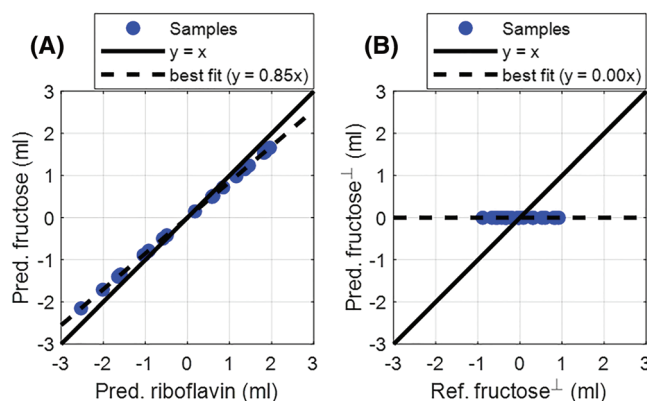 (A)
Samples
y = x
best fit (y = 0.85x)
3
2
1
0
-1
-2
-3
-3 -2 -1 0 1 2 3
Pred. fructose (ml)
Pred. riboflavin (ml)
(B)
Samples
y = x
best fit (y = 0.00x)
3
2
1
0
-1
-2
-3
-3 -2 -1 0 1 2 3
Pred. fructose⊥ (ml)
Ref. fructose⊥ (ml)